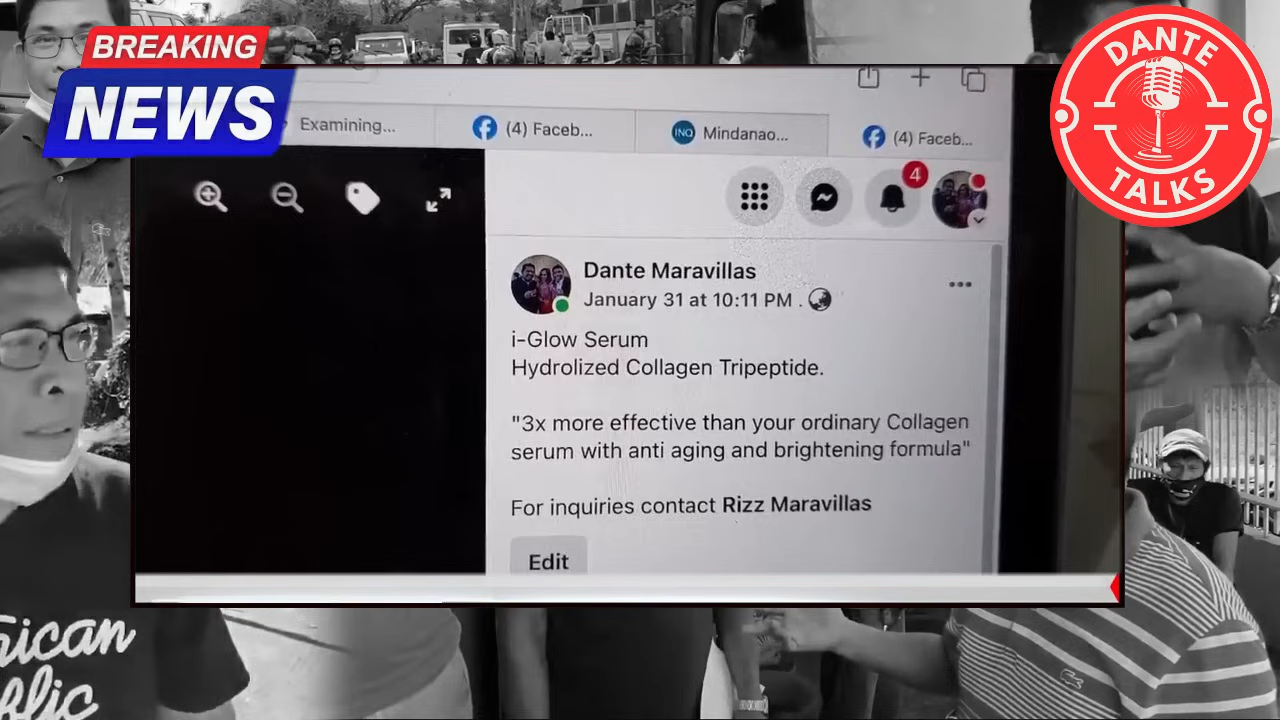 BREAKING
NEWS
DANTE
TALKS
Examining...
(4) Faceb...
INQ
Mindanao...
(4) Faceb...
4
Dante Maravillas
January 31 at 10:11 PM .
i-Glow Serum
Hydrolized Collagen Tripeptide.
"3x more effective than your ordinary Collagen
serum with anti aging and brightening formula"
For inquiries contact Rizz Maravillas
Edit